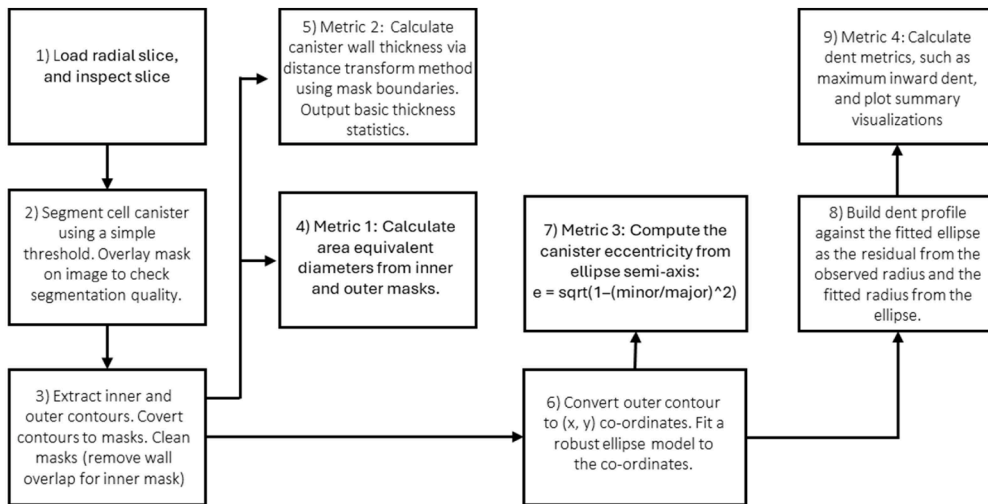 1) Load radial slice,
and inspect slice
2) Segment cell canister
using a simple
threshold. Overlay mask
on image to check
segmentation quality.
3) Extract inner and
outer contours. Covert
contours to masks. Clean
masks (remove wall
overlap for inner mask)
5) Metric 2: Calculate
canister wall thickness via
distance transform method
using mask boundaries.
Output basic thickness
statistics.
4) Metric 1: Calculate
area equivalent
diameters from inner
and outer masks.
7) Metric 3: Compute the
canister eccentricity from
ellipse semi-axis:
e = sqrt(1–(minor/major)^2)
6) Convert outer contour
to (x, y) co-ordinates. Fit a
robust ellipse model to
the co-ordinates.
9) Metric 4: Calculate
dent metrics, such as
maximum inward dent,
and plot summary
visualizations
8) Build dent profile
against the fitted ellipse
as the residual from the
observed radius and the
fitted radius from the
ellipse.